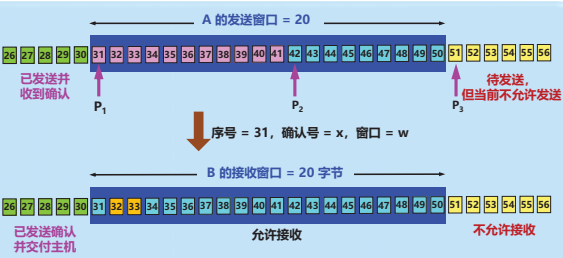 A 的发送窗口 = 20
26 27 28 29 30 31 32 33 34 35 36 37 38 39 40 41 42 43 44 45 46 47 48 49 50 51 52 53 54 55 56
已发送并
收到确认
P1
P2
P3
待发送，
但当前不允许发送
序号 = 31，确认号 = x，窗口 = w
B 的接收窗口 = 20 字节
26 27 28 29 30 31 32 33 34 35 36 37 38 39 40 41 42 43 44 45 46 47 48 49 50 51 52 53 54 55 56
已发送确认
并交付主机
允许接收
不允许接收